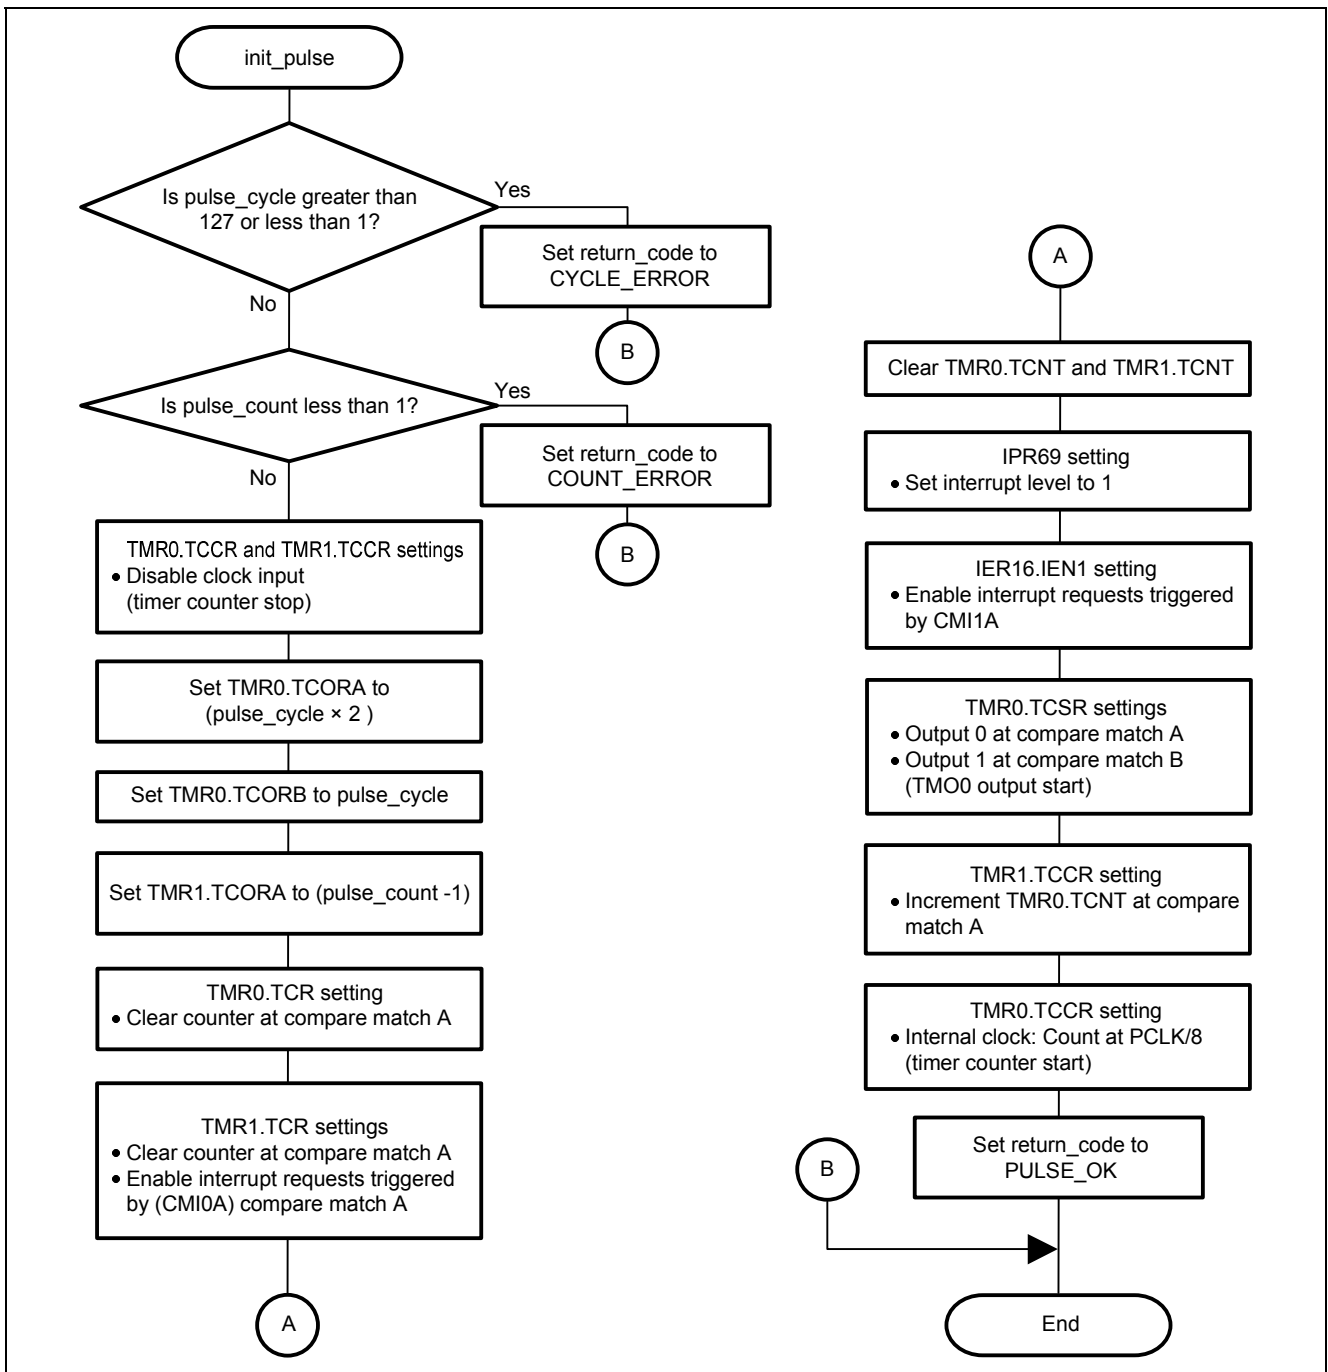 init_pulse
Is pulse_cycle greater than
127 or less than 1?
Yes
Set return_code to
CYCLE_ERROR
B
No
Is pulse_count less than 1?
Yes
Set return_code to
COUNT_ERROR
B
No
TMR0.TCCR and TMR1.TCCR settings
• Disable clock input
(timer counter stop)
Set TMR0.TCORA to
(pulse_cycle × 2 )
Set TMR0.TCORB to pulse_cycle
Set TMR1.TCORA to (pulse_count -1)
TMR0.TCR setting
• Clear counter at compare match A
TMR1.TCR settings
• Clear counter at compare match A
• Enable interrupt requests triggered
by (CMI0A) compare match A
A
A
Clear TMR0.TCNT and TMR1.TCNT
IPR69 setting
• Set interrupt level to 1
IER16.IEN1 setting
• Enable interrupt requests triggered
by CMI1A
TMR0.TCSR settings
• Output 0 at compare match A
• Output 1 at compare match B
(TMO0 output start)
TMR1.TCCR setting
• Increment TMR0.TCNT at compare
match A
TMR0.TCCR setting
• Internal clock: Count at PCLK/8
(timer counter start)
Set return_code to
PULSE_OK
B
End